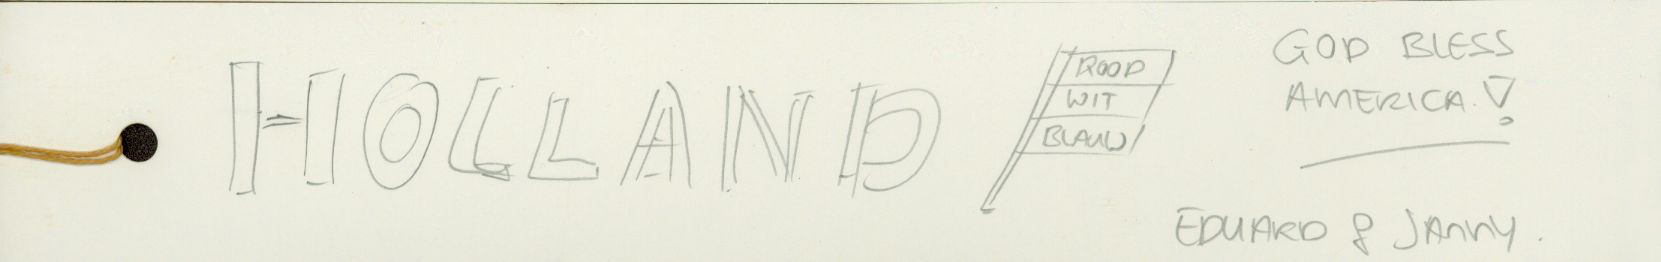 HOLLAND
ROOD
WIT
BLAUW
GOD BLESS
AMERICA!
EDUARD & JANNY.